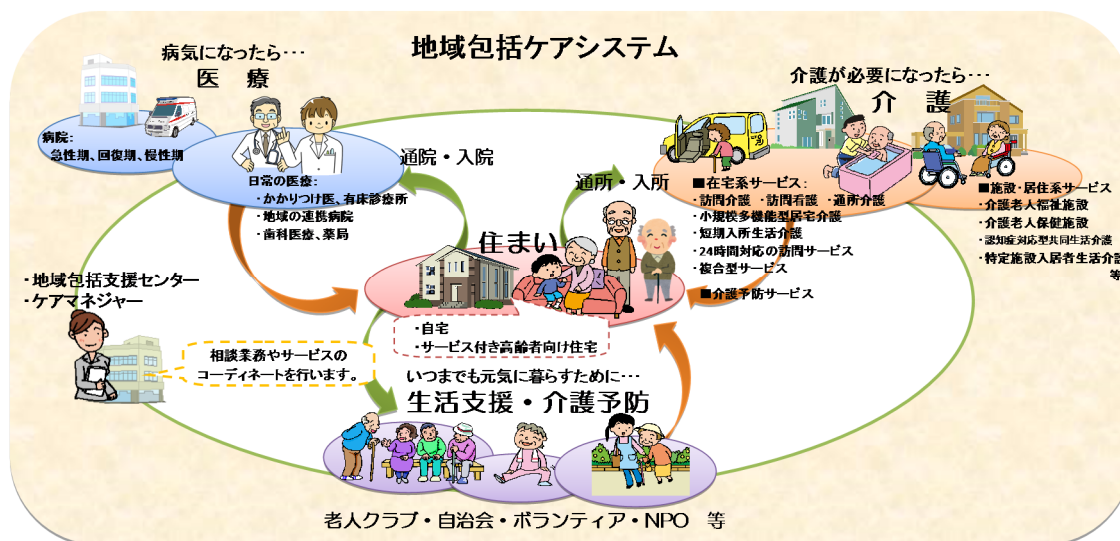 地域包括ケアシステム
病気になったら･･･
医　療
病院:
急性期、回復期、慢性期
日常の医療:
・かかりつけ医、有床診療所
・地域の連携病院
・歯科医療、薬局
通院・入院
介護が必要になったら･･･
介　護
通所・入所
■在宅系サービス:
・訪問介護　・訪問看護　・通所介護
・小規模多機能型居宅介護
・短期入所生活介護
・24時間対応の訪問サービス
・複合型サービス
■介護予防サービス
■施設・居住系サービス
・介護老人福祉施設
・介護老人保健施設
・認知症対応型共同生活介護
・特定施設入居者生活介護
等
住まい
・自宅
・サービス付き高齢者向け住宅
・地域包括支援センター
・ケアマネジャー
相談業務やサービスの
コーディネートを行います。
いつまでも元気に暮らすために･･･
生活支援・介護予防
老人クラブ・自治会・ボランティア・NPO　等